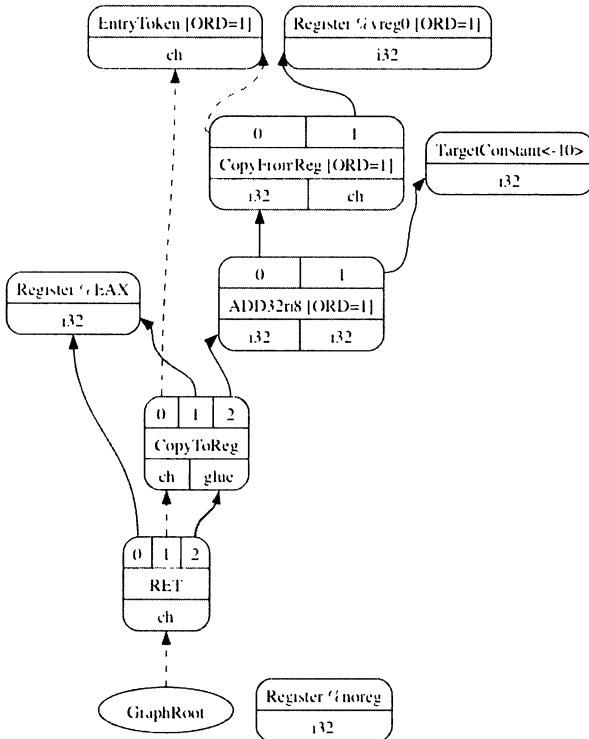 EntryToken [ORD=1]
ch
Register %vreg0 [ORD=1]
i32
0 1
CopyFromReg [ORD=1]
i32 ch
TargetConstant<-10>
i32
0 1
ADD32ri8 [ORD=1]
i32 i32
Register %EAX
i32
0 1 2
CopyToReg
ch glue
0 1 2
RET
ch
GraphRoot
Register %noreg
i32